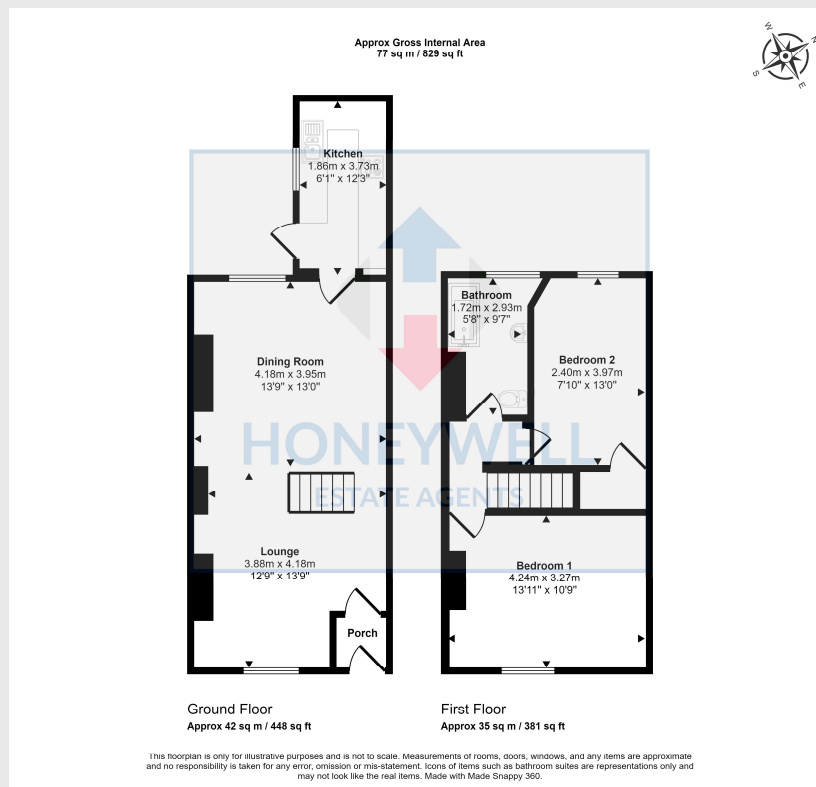 Approx Gross Internal Area
77 sq m / 829 sq ft
W
N
S
E
Kitchen
1.86m x 3.73m
6'1" x 12'3"
Dining Room
4.18m x 3.95m
13'9" x 13'0"
Lounge
3.88m x 4.18m
12'9" x 13'9"
Porch
Bathroom
1.72m x 2.93m
5'8" x 9'7"
Bedroom 2
2.40m x 3.97m
7'10" x 13'0"
Bedroom 1
4.24m x 3.27m
13'11" x 10'9"
HONEYWELL
ESTATE AGENTS
Ground Floor
Approx 42 sq m / 448 sq ft
First Floor
Approx 35 sq m / 381 sq ft
This floorplan is only for illustrative purposes and is not to scale. Measurements of rooms, doors, windows, and any items are approximate
and no responsibility is taken for any error, omission or mis-statement. Icons of items such as bathroom suites are representations only and
may not look like the real items. Made with Made Snappy 360.